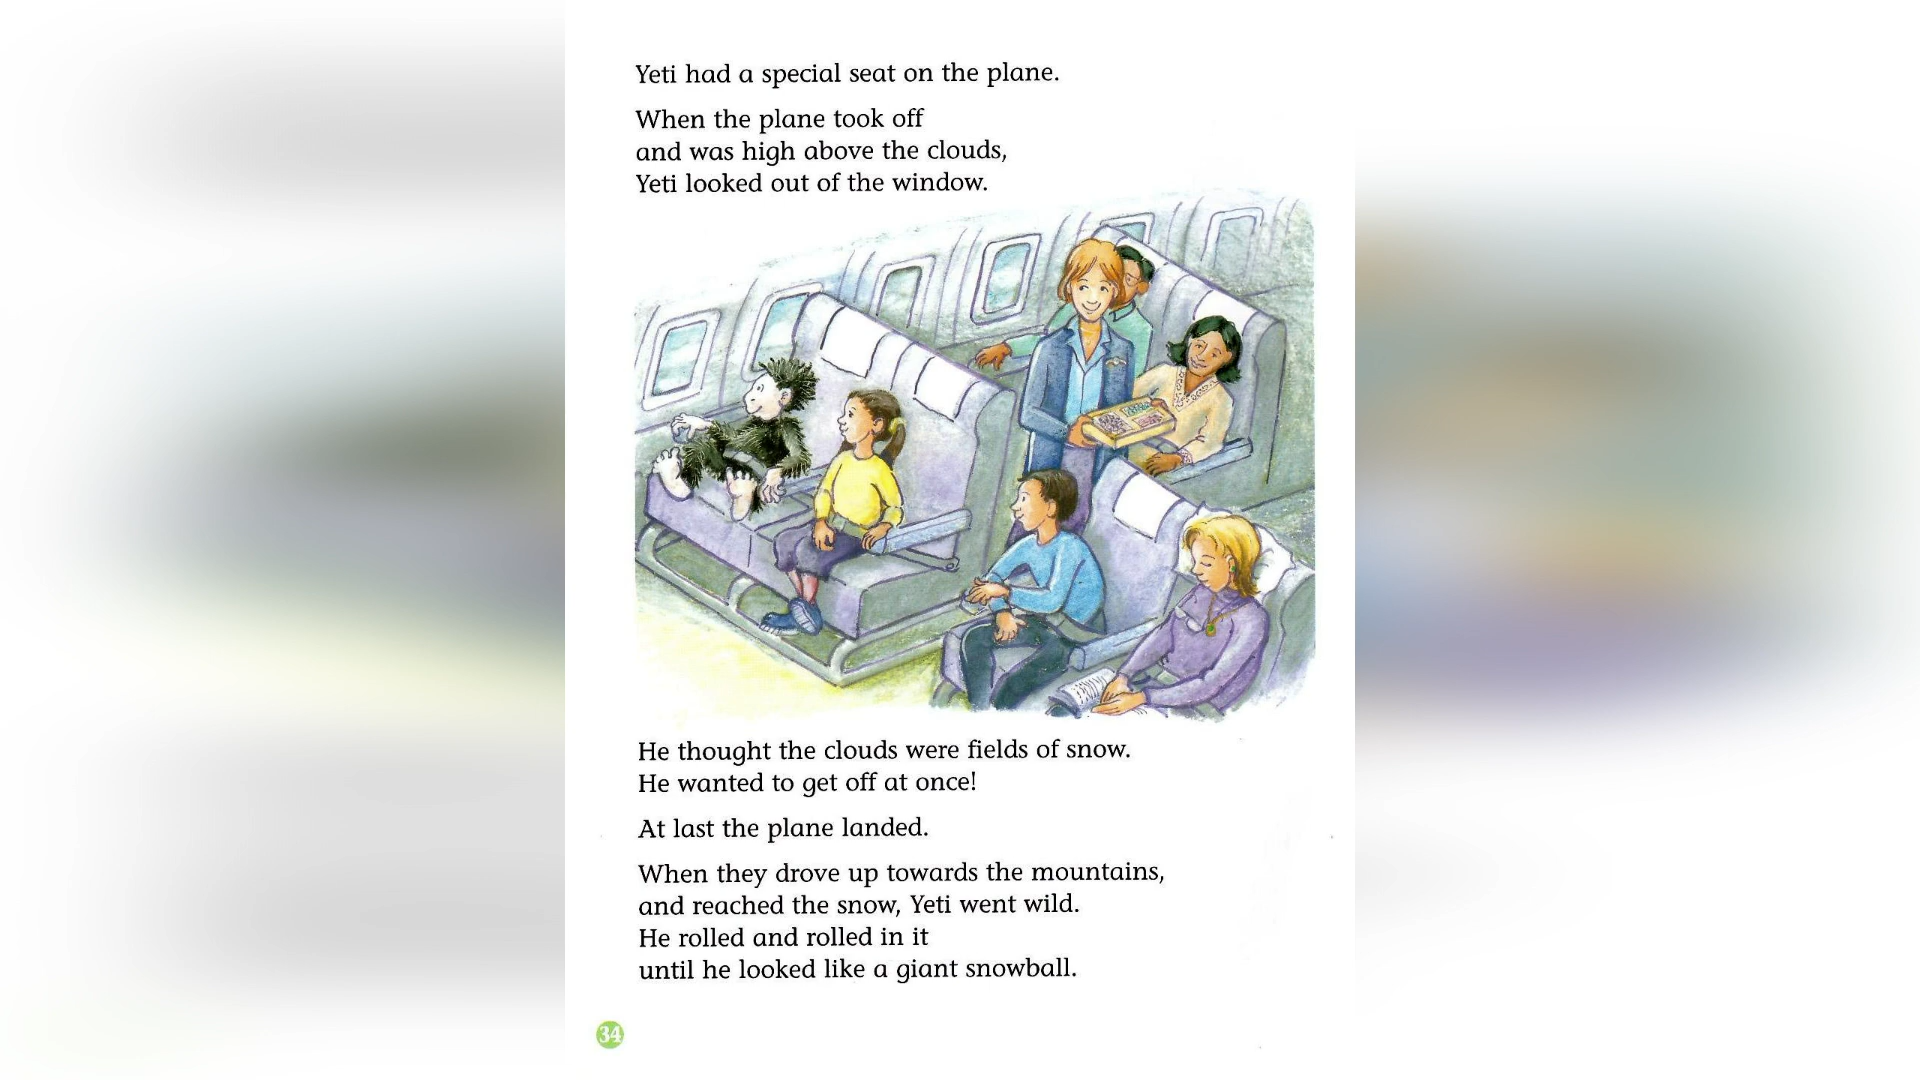 Yeti had a special seat on the plane.
When the plane took off
and was high above the clouds,
Yeti looked out of the window.
He thought the clouds were fields of snow.
He wanted to get off at once!
At last the plane landed.
When they drove up towards the mountains,
and reached the snow, Yeti went wild.
He rolled and rolled in it
until he looked like a giant snowball.
34